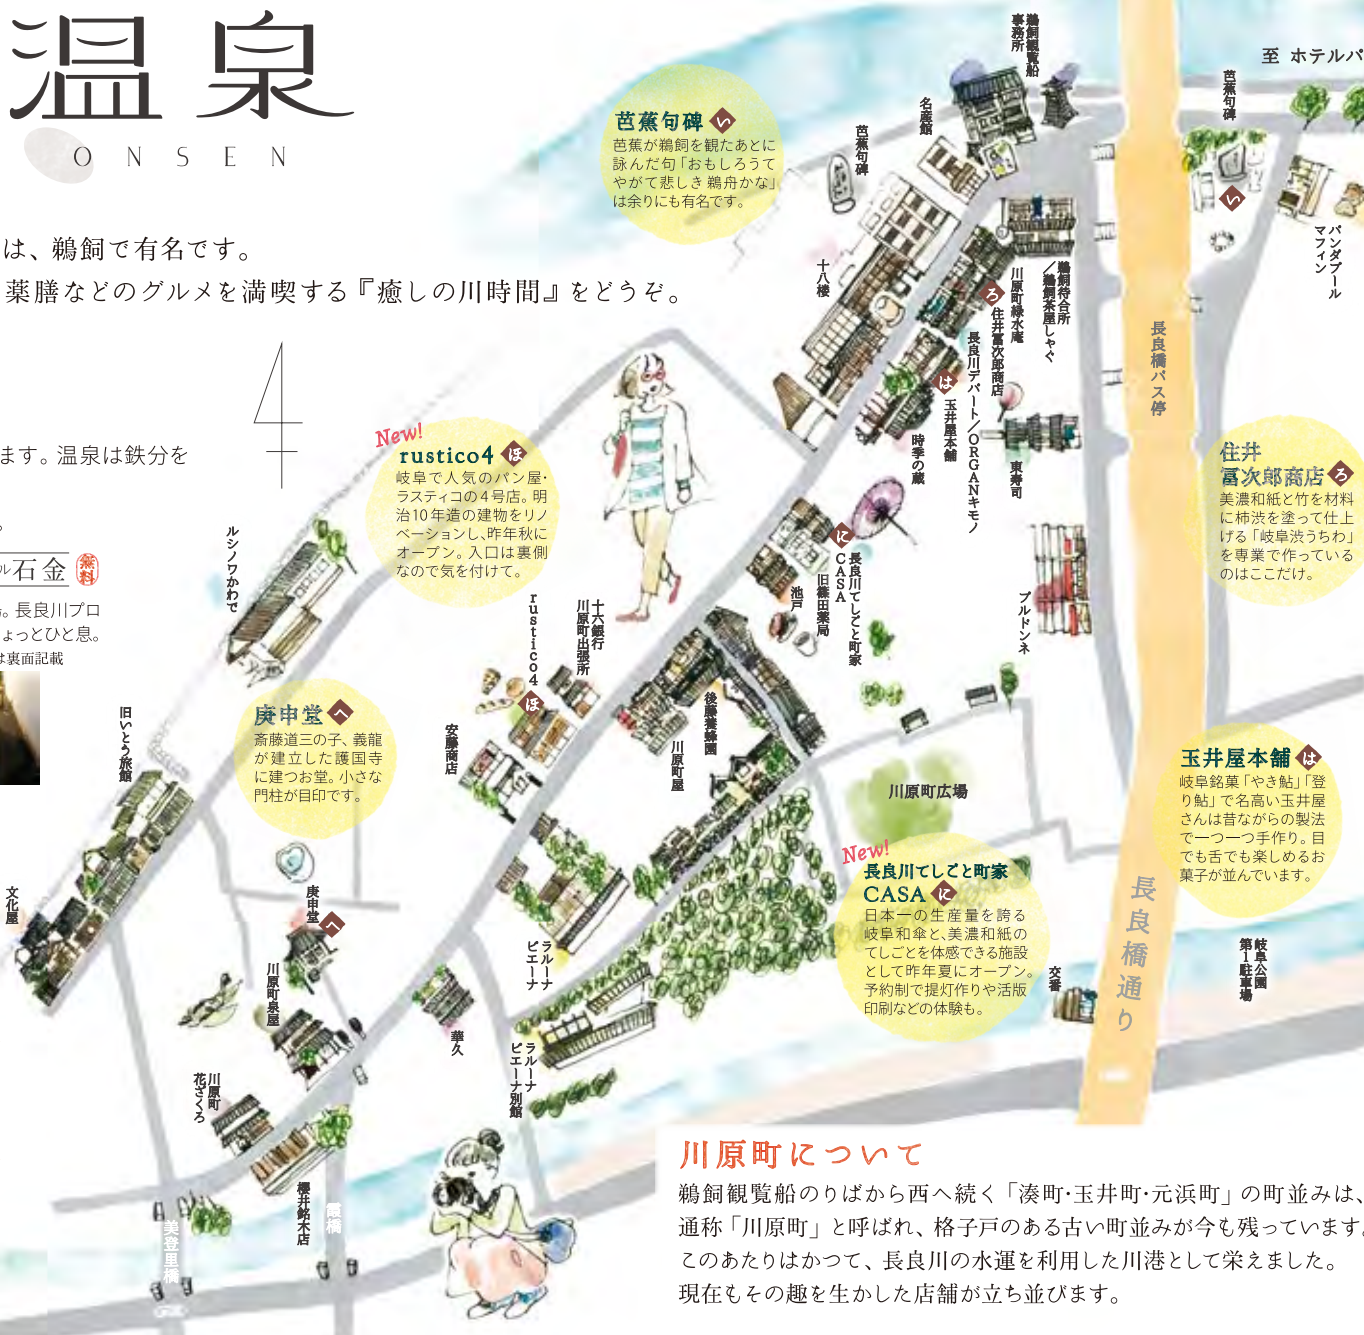 温泉
ONSEN
は、鵜飼で有名です。
薬膳などのグルメを満喫する『癒しの川時間』をどうぞ。
ます。温泉は鉄分を
石金
無料
。長良川プロ
ょっとひと息。
は裏面記載
芭蕉句碑 い
芭蕉が鵜飼を観たあとに
詠んだ句「おもしろうて
やがて悲しき 鵜舟かな」
は余りにも有名です。
New!
rustico4 ほ
岐阜で人気のパン屋・
ラスティコの4号店。明
治10年造の建物をリノ
ベーションし、昨年秋に
オープン。入口は裏側
なので気を付けて。
庚申堂 へ
斎藤道三の子、義龍
が建立した護国寺
に建つお堂。小さな
門柱が目印です。
住井
冨次郎商店 ろ
美濃和紙と竹を材料
に柿渋を塗って仕上
げる「岐阜渋うちわ」
を専業で作っている
のはここだけ。
玉井屋本舗 は
岐阜銘菓「やき鮎」「登
り鮎」で名高い玉井屋
さんは昔ながらの製法
で一つ一つ手作り。目
でも舌でも楽しめるお
菓子が並んでいます。
New!
長良川てしごと町家
CASA に
日本一の生産量を誇る
岐阜和傘と、美濃和紙の
てしごとを体感できる施設
として昨年夏にオープン。
予約制で提灯作りや活版
印刷などの体験も。
鵜飼観覧船
事務所
名産館
芭蕉句碑
十八楼
至 ホテルパ
芭蕉句碑
い
パンダプール
マフィン
鵜飼待合所
／鵜飼茶屋しゃぐ
川原町緑水庵
ろ
住井冨次郎商店
長良川デパート/ORGANキモノ
は
玉井屋本舗
時季の蔵
東寿司
長良橋バス停
プルドンネ
に
長良川てしごと町家
CASA
旧篠田薬局
池戸
ルシノワかわで
十六銀行
川原町出張所
rustico4
ほ
安藤商店
後藤養蜂園
川原町屋
川原町広場
旧いとう旅館
文化屋
庚申堂
へ
川原町泉屋
川原町
花ざくろ
櫻井銘木店
華久
ラルーナ
ピエーナ
ラルーナ
ピエーナ別館
交番
長良橋通り
岐阜公園
第1駐車場
美登里橋
霞橋
川原町について
鵜飼観覧船のりばから西へ続く「湊町・玉井町・元浜町」の町並みは、
通称「川原町」と呼ばれ、格子戸のある古い町並みが今も残っています。
このあたりはかつて、長良川の水運を利用した川港として栄えました。
現在もその趣を生かした店舗が立ち並びます。